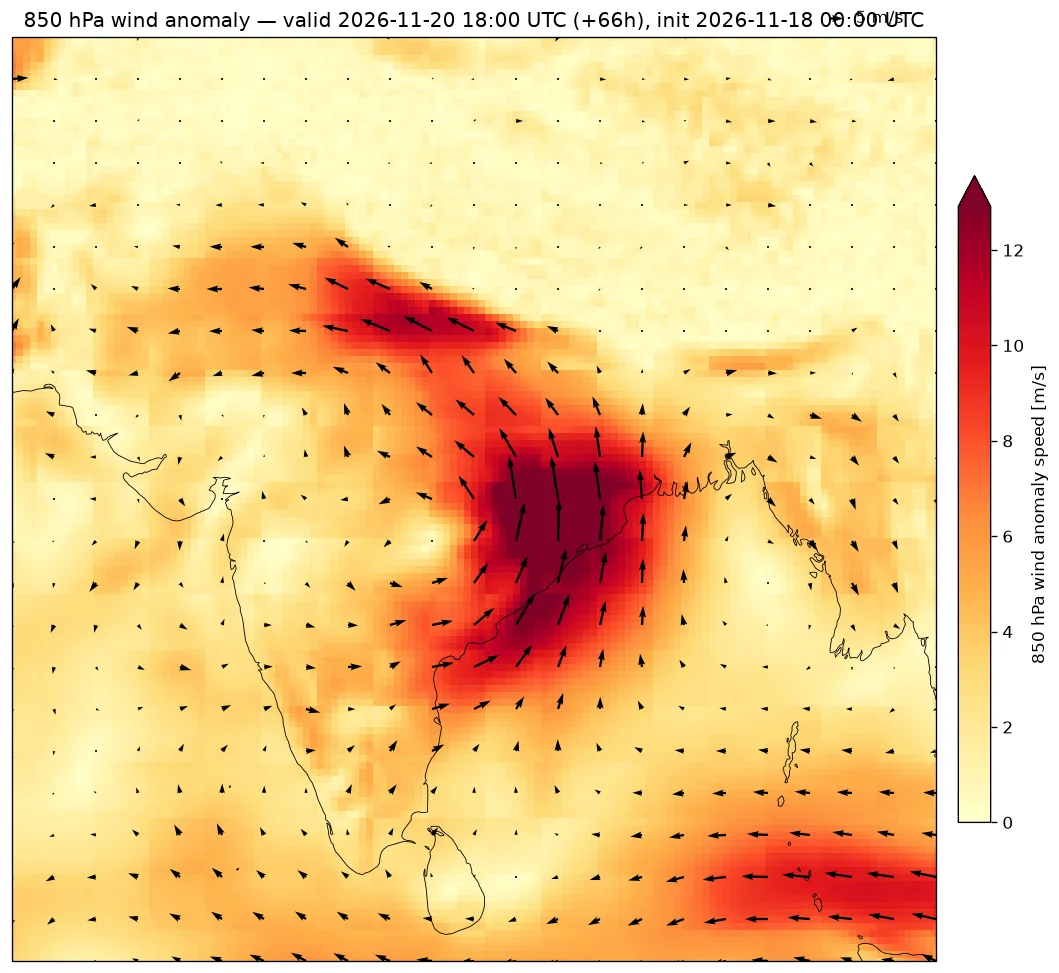 850 hPa wind anomaly — valid 2026-11-20 18:00 UTC (+66h), init 2026-11-18 00:00 UTC
5 m/s
12
10
8
6
4
2
0
850 hPa wind anomaly speed [m/s]